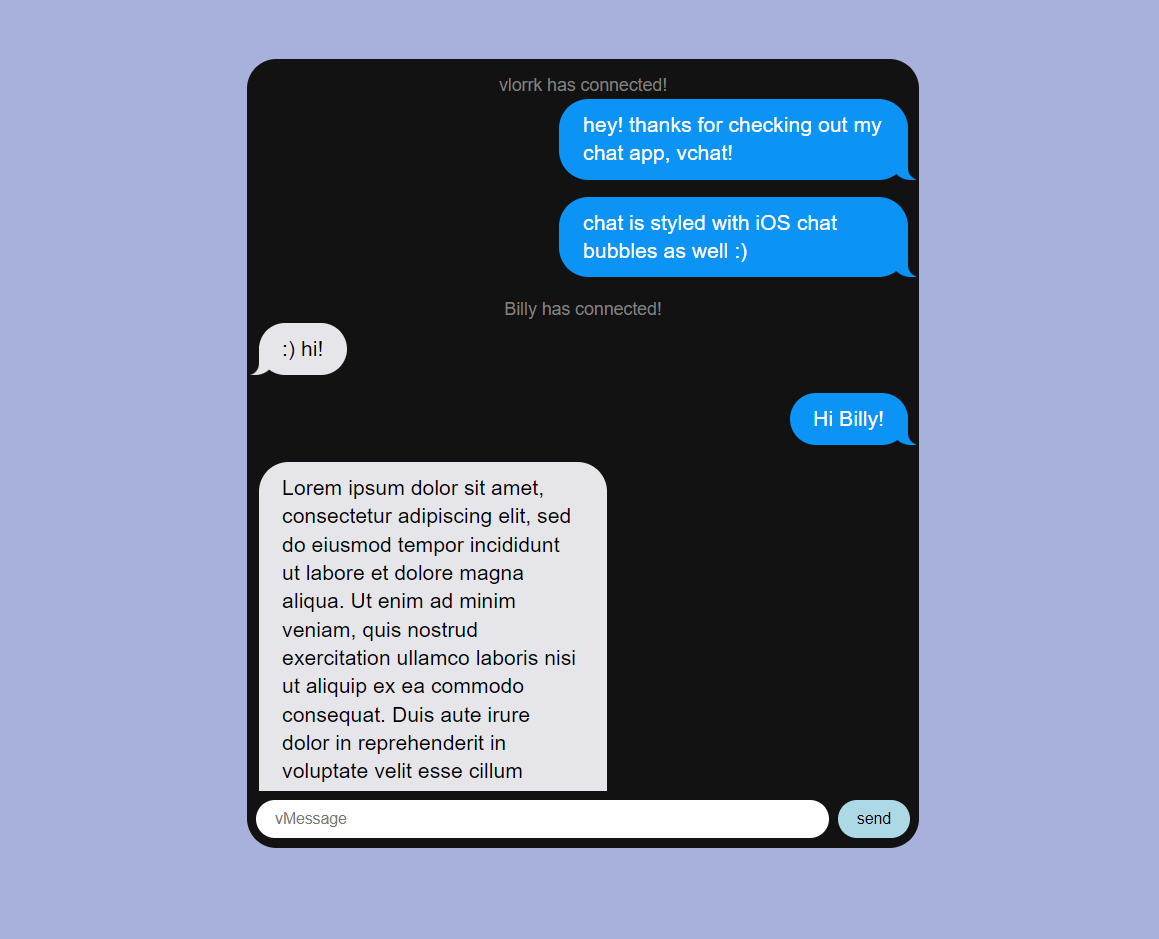 vlorrk has connected!
hey! thanks for checking out my
chat app, vchat!
chat is styled with iOS chat
bubbles as well :)
Billy has connected!
:) hi!
Hi Billy!
Lorem ipsum dolor sit amet,
consectetur adipiscing elit, sed
do eiusmod tempor incididunt
ut labore et dolore magna
aliqua. Ut enim ad minim
veniam, quis nostrud
exercitation ullamco laboris nisi
ut aliquip ex ea commodo
consequat. Duis aute irure
dolor in reprehenderit in
voluptate velit esse cillum
vMessage
send